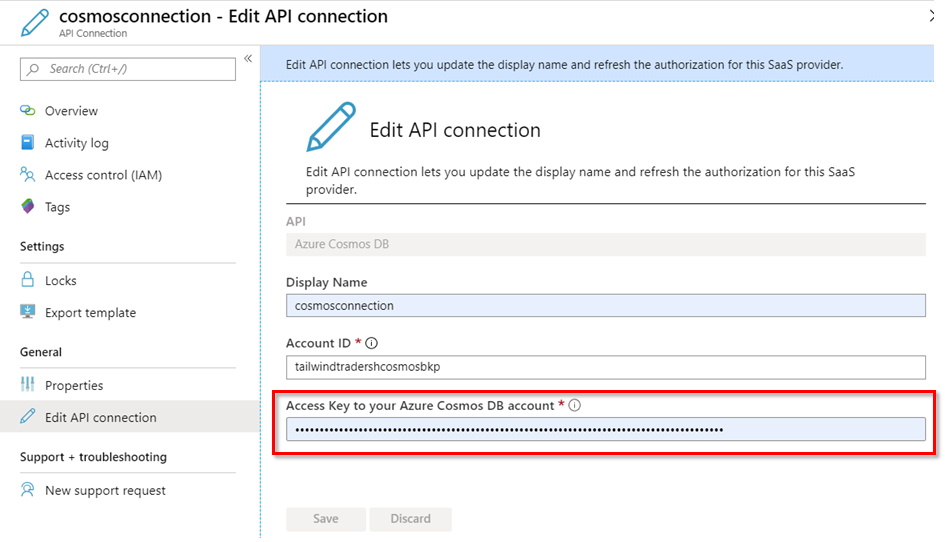 cosmosconnection - Edit API connection
API Connection
Search (Ctrl+/)
Overview
Activity log
Access control (IAM)
Tags
Settings
Locks
Export template
General
Properties
Edit API connection
Support + troubleshooting
New support request
Edit API connection lets you update the display name and refresh the authorization for this SaaS provider.
Edit API connection
Edit API connection lets you update the display name and refresh the authorization for this SaaS
provider.
API
Azure Cosmos DB
Display Name
cosmosconnection
Account ID *
tailwindtradershcosmosbkp
Access Key to your Azure Cosmos DB account *
Save
Discard